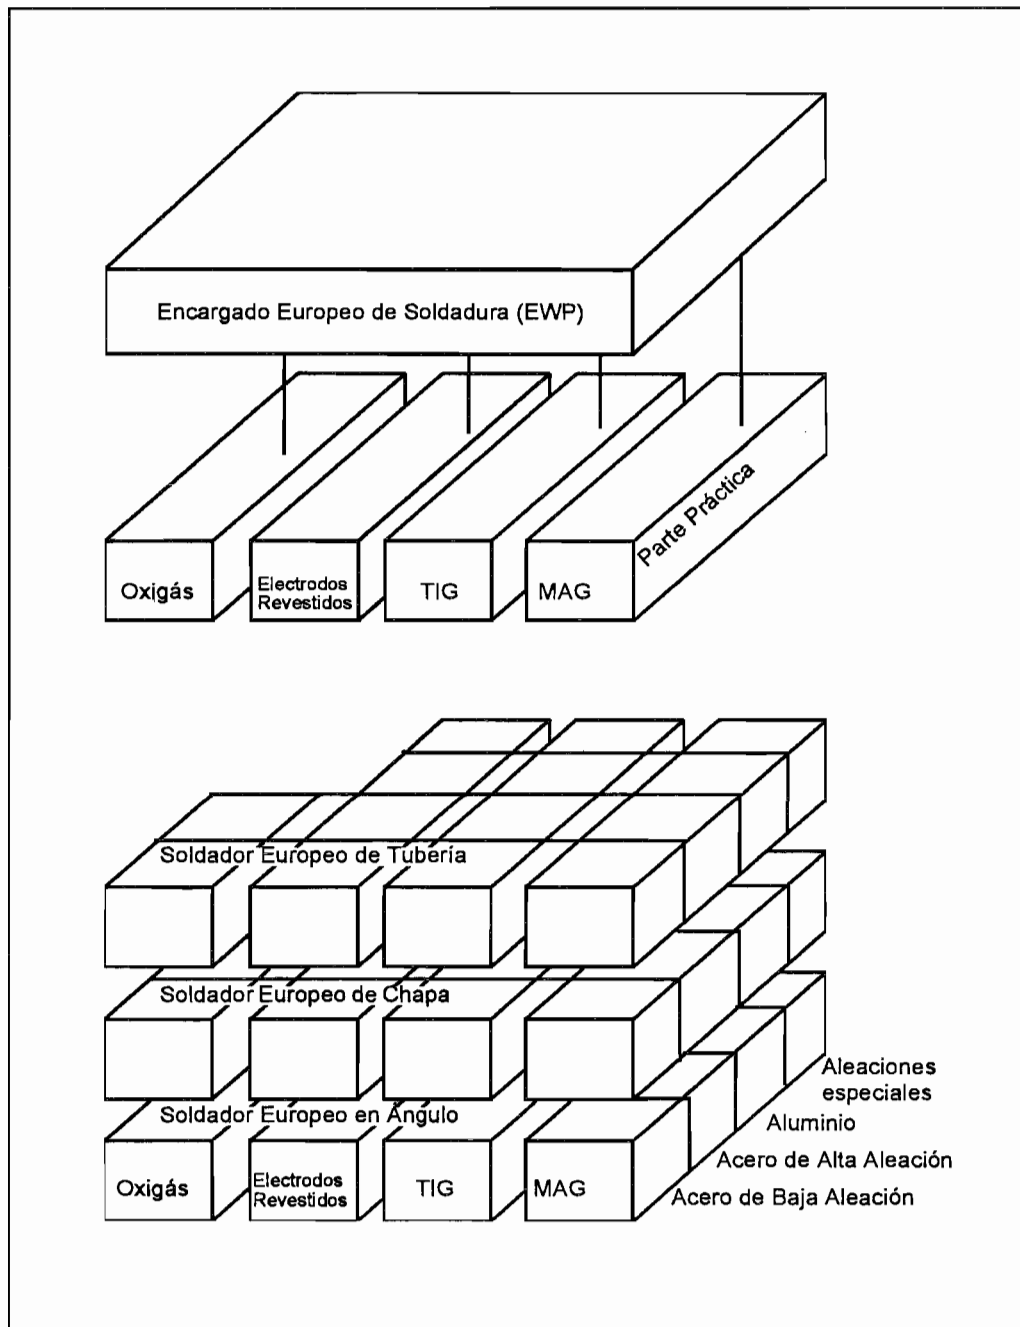 Encargado Europeo de Soldadura (EWP)
Oxigás
Electrodos
Revestidos
TIG
MAG
Parte Práctica
Soldador Europeo de Tubería
Soldador Europeo de Chapa
Soldador Europeo en Ángulo
Oxigás
Electrodos
Revestidos
TIG
MAG
Aleaciones
especiales
Aluminio
Acero de Alta Aleación
Acero de Baja Aleación